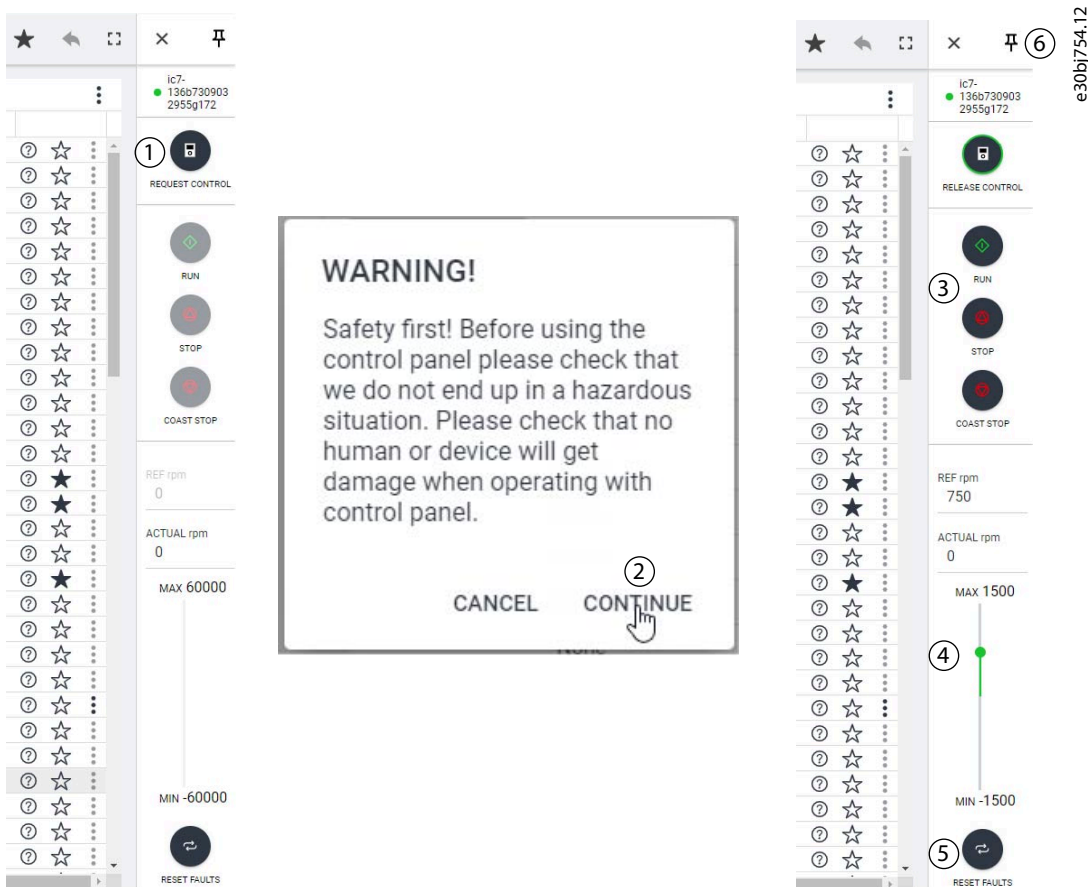 ic7-
136b730903
2955g172
1
REQUEST CONTROL
RUN
STOP
COAST STOP
REF rpm
0
ACTUAL rpm
0
MAX 60000
MIN -60000
RESET FAULTS
WARNING!
Safety first! Before using the
control panel please check that
we do not end up in a hazardous
situation. Please check that no
human or device will get
damage when operating with
control panel.
2
CANCEL CONTINUE
None
6
ic7-
136b730903
2955g172
RELEASE CONTROL
RUN
3
STOP
COAST STOP
REF rpm
750
ACTUAL rpm
0
MAX 1500
4
MIN -1500
5
RESET FAULTS
e30bj754.12